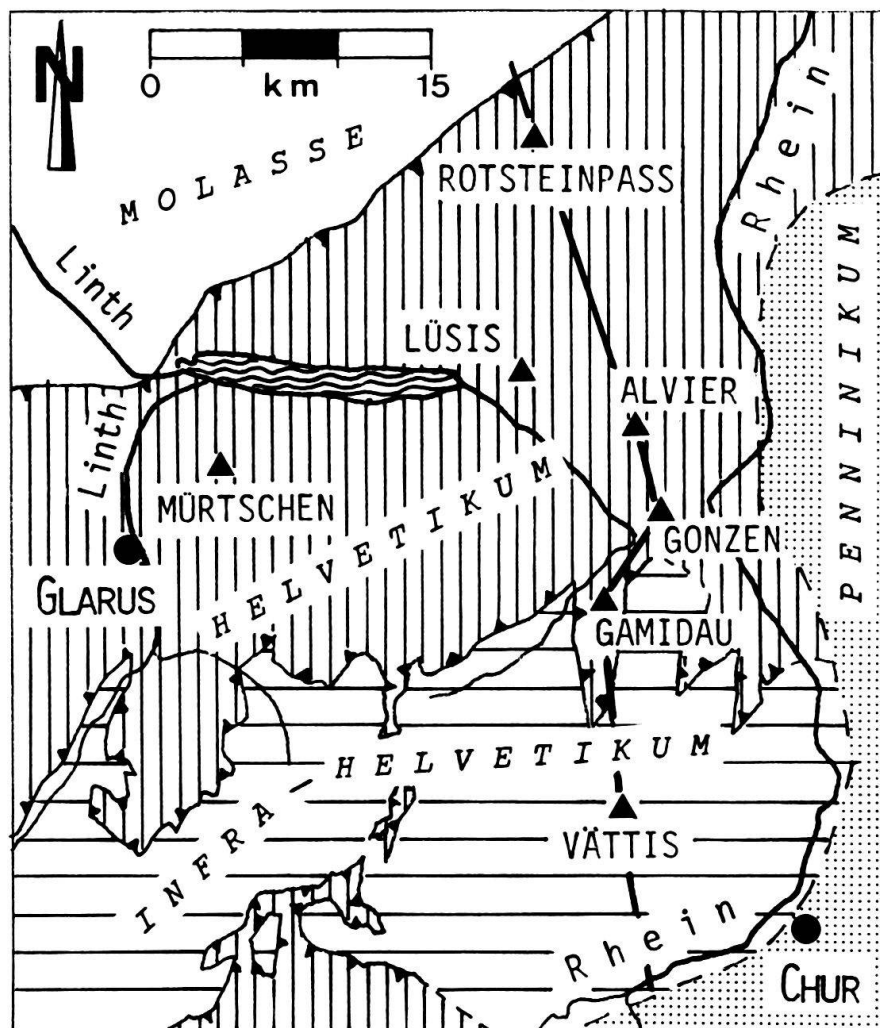 N
0 km 15
Rhein
MOLASSE
ROTSTEINPASS
PENNINIKUM
Linth
LÜSIS
ALVIER
Linth
MÜRTSCHEN
HELVETIKUM
GONZEN
GLARUS
GAMIDAU
INFRA-HELVETIKUM
VÄTTIS
Rhein
CHUR